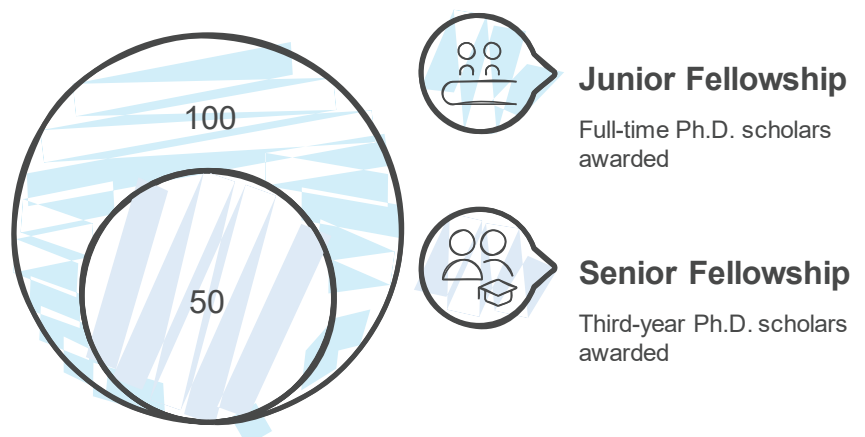 100
50
Junior Fellowship
Full-time Ph.D. scholars
awarded
Senior Fellowship
Third-year Ph.D. scholars
awarded